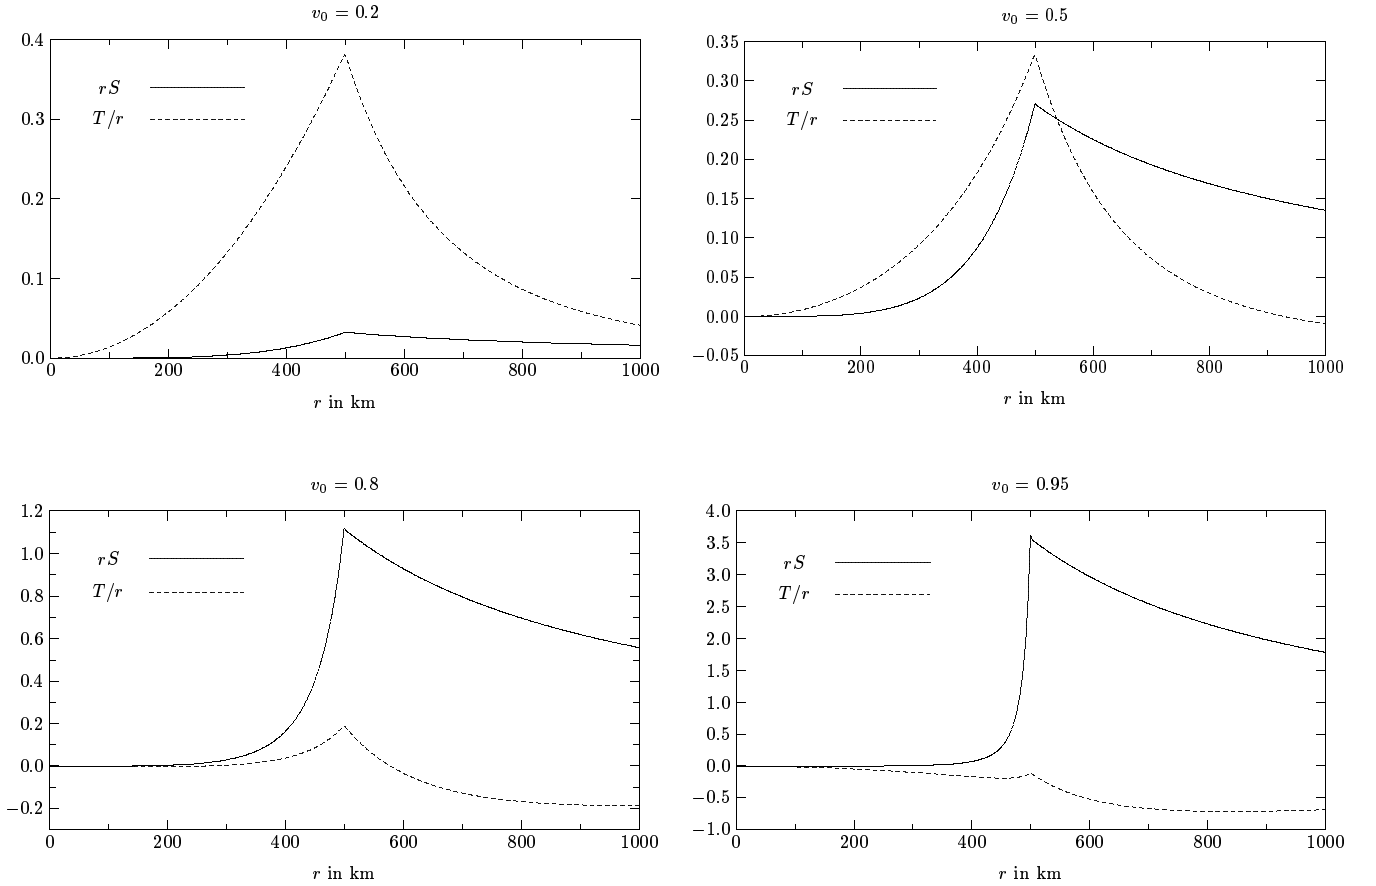 v₀ = 0.2
0.4
0.3
0.2
0.1
0.0
rS
T/r
0 200 400 600 800 1000
r in km
v₀ = 0.5
0.35
0.30
0.25
0.20
0.15
0.10
0.05
0.00
−0.05
rS
T/r
0 200 400 600 800 1000
r in km
v₀ = 0.8
1.2
1.0
0.8
0.6
0.4
0.2
0.0
−0.2
rS
T/r
0 200 400 600 800 1000
r in km
v₀ = 0.95
4.0
3.5
3.0
2.5
2.0
1.5
1.0
0.5
0.0
−0.5
−1.0
rS
T/r
0 200 400 600 800 1000
r in km